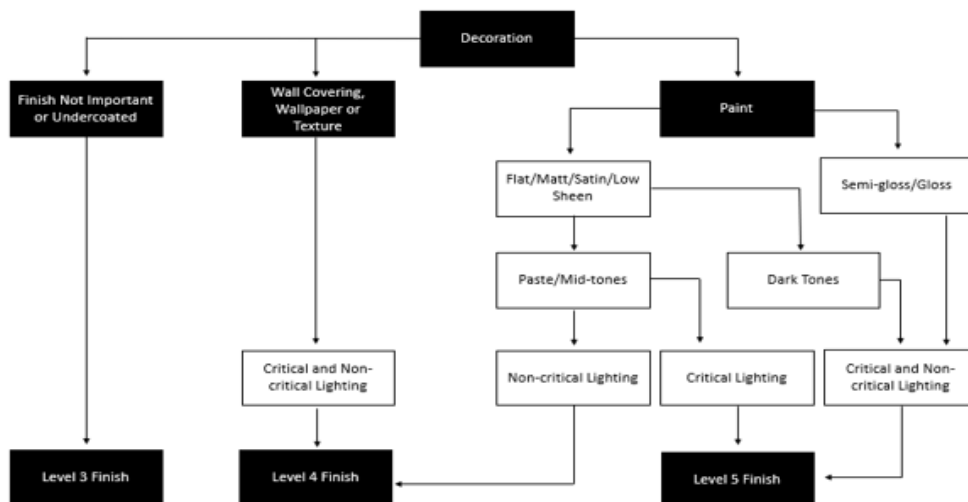 Decoration
Finish Not Important
or Undercoated
Wall Covering,
Wallpaper or
Texture
Paint
Flat/Matt/Satin/Low
Sheen
Semi-gloss/Gloss
Paste/Mid-tones
Dark Tones
Critical and Non-
critical Lighting
Non-critical Lighting
Critical Lighting
Critical and Non-
critical Lighting
Level 3 Finish
Level 4 Finish
Level 5 Finish